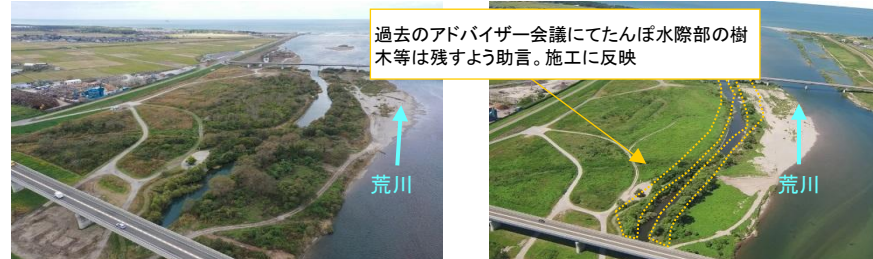 過去のアドバイザー会議にてたんぽ水際部の樹
木等は残すよう助言。施工に反映
荒川
荒川